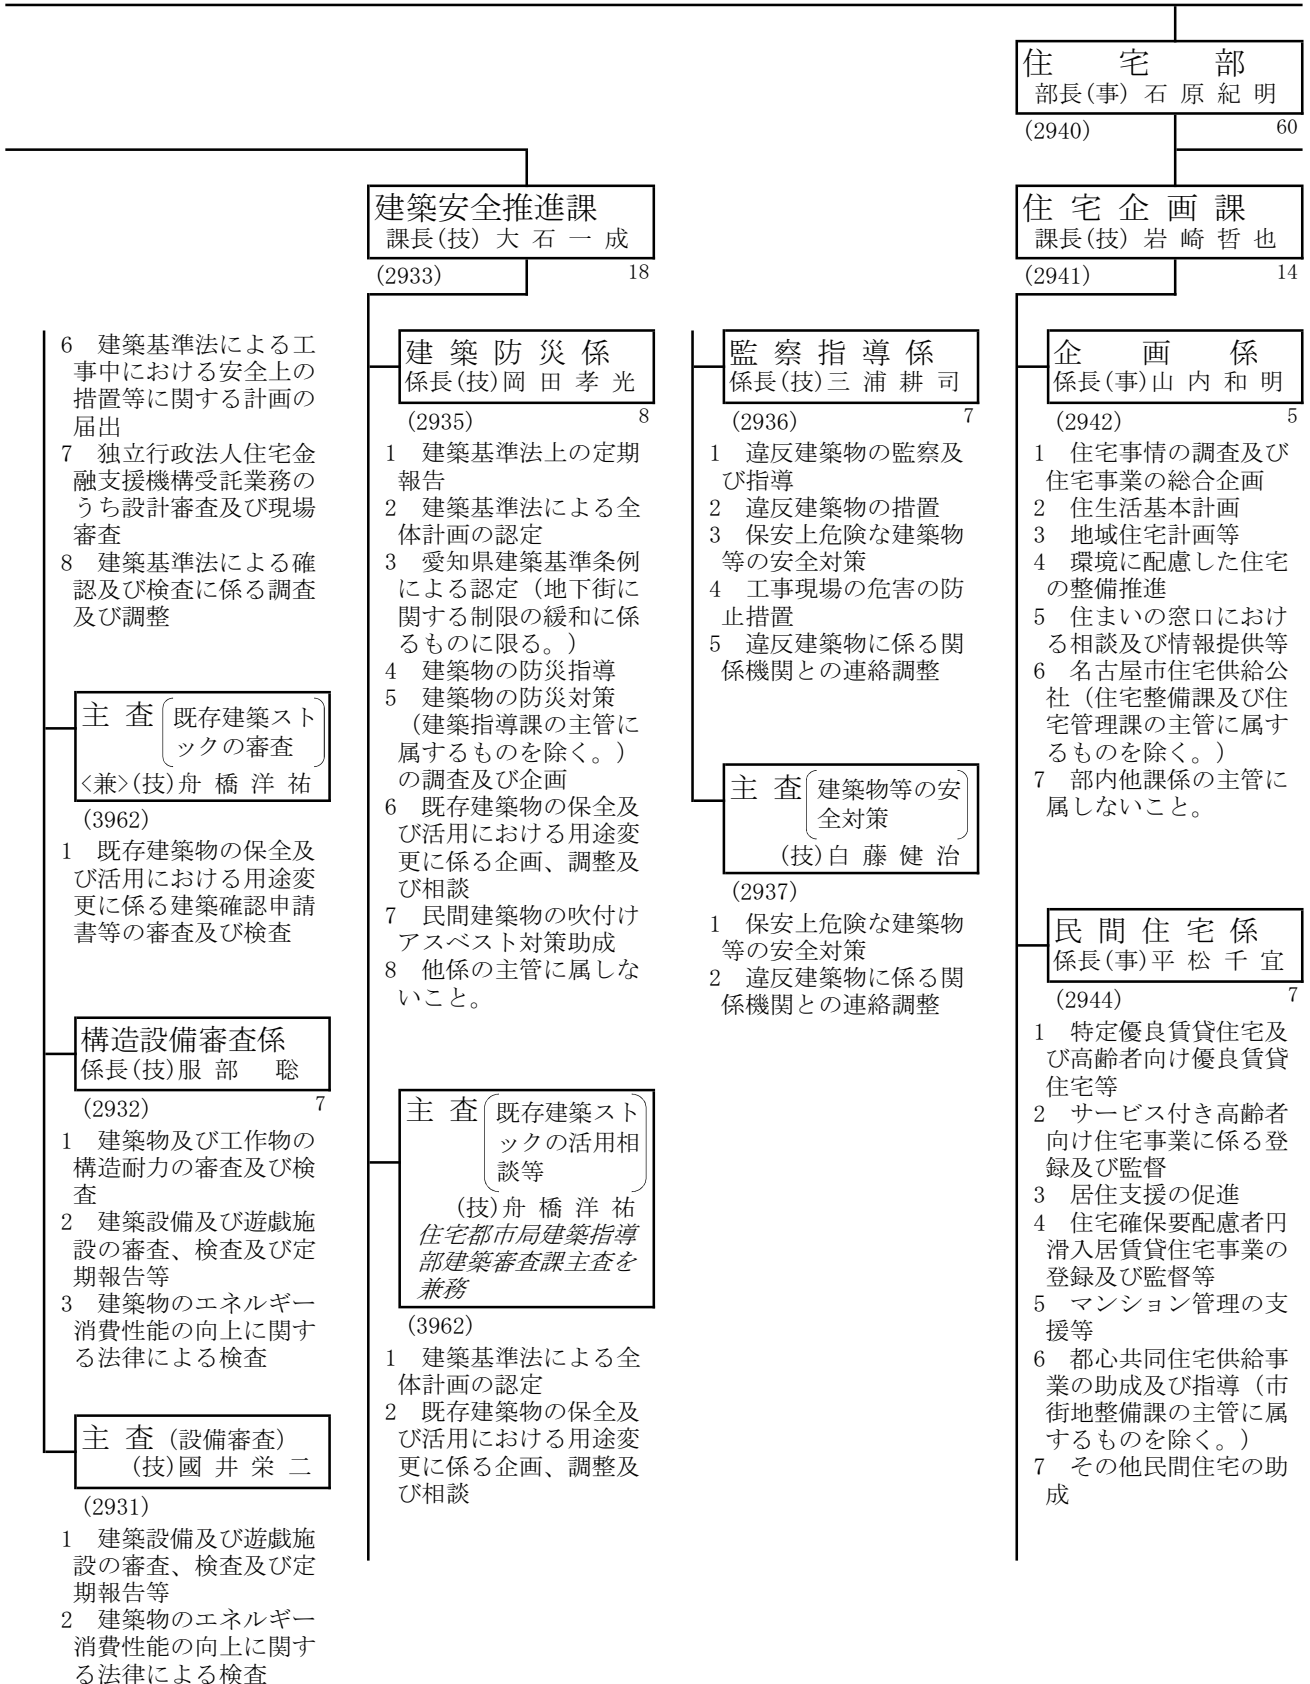 住宅部
部長(事) 石原紀明
(2940) 60
建築安全推進課
課長(技) 大石一成
(2933) 18
住宅企画課
課長(技) 岩崎哲也
(2941) 14
6 建築基準法による工
事中における安全上の
措置等に関する計画の
届出
7 独立行政法人住宅金
融支援機構受託業務の
うち設計審査及び現場
審査
8 建築基準法による確
認及び検査に係る調査
及び調整
主査〔既存建築スト
ックの審査〕
<兼>(技)舟橋洋祐
(3962)
1 既存建築物の保全及
び活用における用途変
更に係る建築確認申請
書等の審査及び検査
構造設備審査係
係長(技)服部 聡
(2932) 7
1 建築物及び工作物の
構造耐力の審査及び検
査
2 建築設備及び遊戯施
設の審査、検査及び定
期報告等
3 建築物のエネルギー
消費性能の向上に関す
る法律による検査
主査(設備審査)
(技)國井栄二
(2931)
1 建築設備及び遊戯施
設の審査、検査及び定
期報告等
2 建築物のエネルギー
消費性能の向上に関す
る法律による検査
建築防災係
係長(技)岡田孝光
(2935) 8
1 建築基準法上の定期
報告
2 建築基準法による全
体計画の認定
3 愛知県建築基準条例
による認定(地下街に
関する制限の緩和に係
るものに限る。)
4 建築物の防災指導
5 建築物の防災対策
(建築指導課の主管に
属するものを除く。)
の調査及び企画
6 既存建築物の保全及
び活用における用途変
更に係る企画、調整及
び相談
7 民間建築物の吹付け
アスベスト対策助成
8 他係の主管に属しな
いこと。
主査〔既存建築スト
ックの活用相
談等〕
(技)舟橋洋祐
住宅都市局建築指導
部建築審査課主査を
兼務
(3962)
1 建築基準法による全
体計画の認定
2 既存建築物の保全及
び活用における用途変
更に係る企画、調整及
び相談
監察指導係
係長(技)三浦耕司
(2936) 7
1 違反建築物の監察及
び指導
2 違反建築物の措置
3 保安上危険な建築物
等の安全対策
4 工事現場の危害の防
止措置
5 違反建築物に係る関
係機関との連絡調整
主査〔建築物等の安
全対策〕
(技)白藤健治
(2937)
1 保安上危険な建築物
等の安全対策
2 違反建築物に係る関
係機関との連絡調整
企画係
係長(事)山内和明
(2942) 5
1 住宅事情の調査及び
住宅事業の総合企画
2 住生活基本計画
3 地域住宅計画等
4 環境に配慮した住宅
の整備推進
5 住まいの窓口におけ
る相談及び情報提供等
6 名古屋市住宅供給公
社(住宅整備課及び住
宅管理課の主管に属す
るものを除く。)
7 部内他課係の主管に
属しないこと。
民間住宅係
係長(事)平松千宜
(2944) 7
1 特定優良賃貸住宅及
び高齢者向け優良賃貸
住宅等
2 サービス付き高齢者
向け住宅事業に係る登
録及び監督
3 居住支援の促進
4 住宅確保要配慮者円
滑入居賃貸住宅事業の
登録及び監督等
5 マンション管理の支
援等
6 都心共同住宅供給事
業の助成及び指導(市
街地整備課の主管に属
するものを除く。)
7 その他民間住宅の助
成